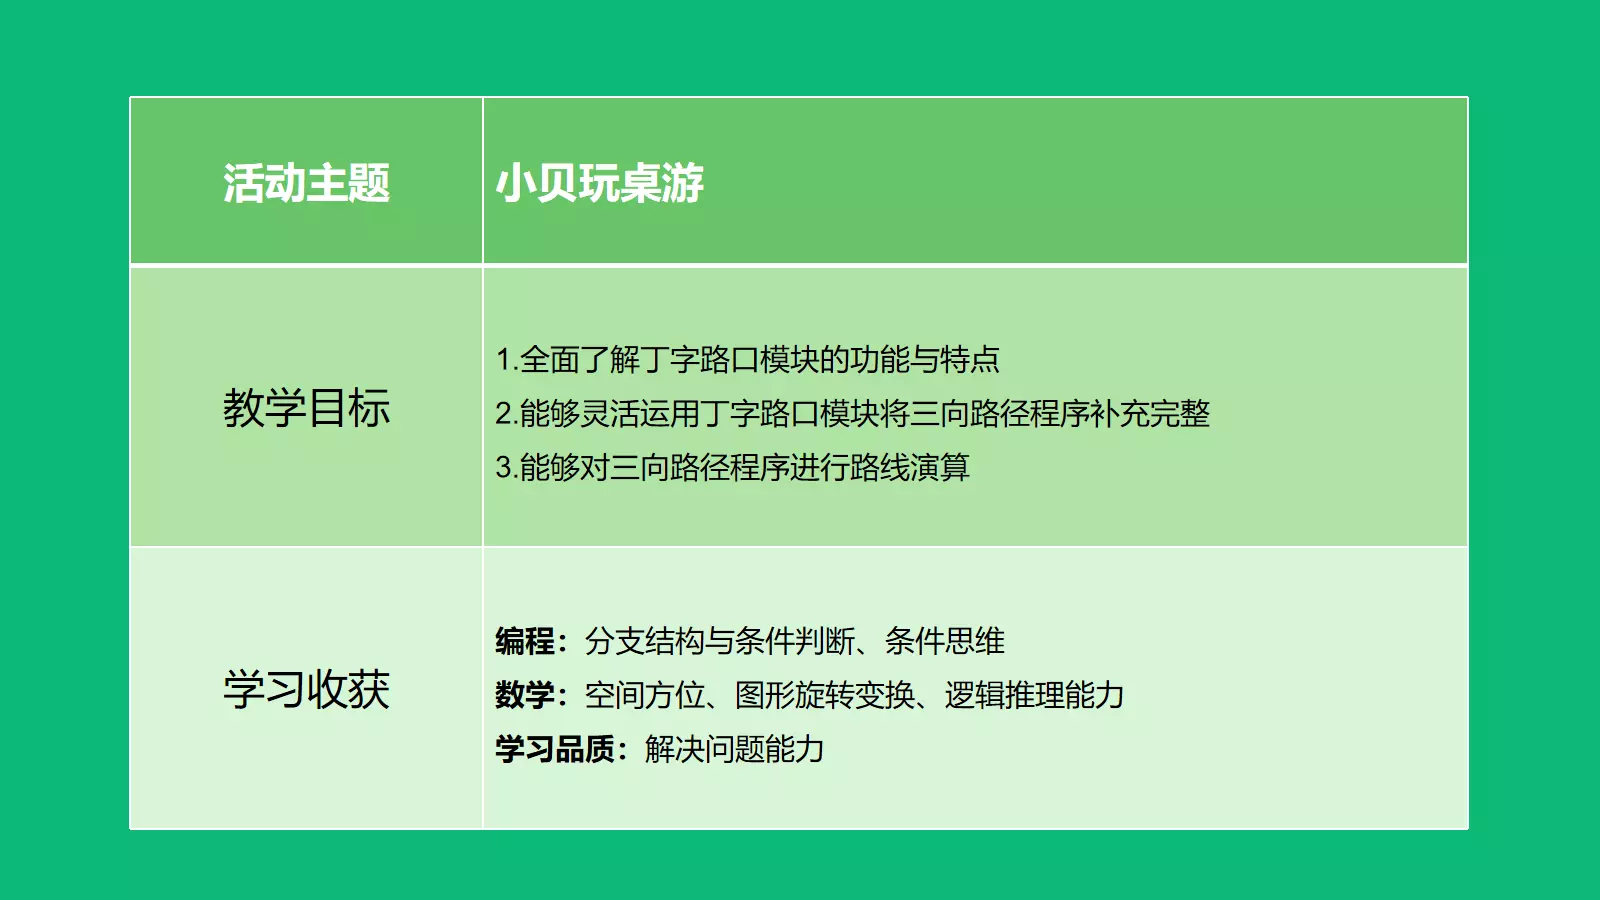 活动主题
小贝玩桌游
教学目标
1.全面了解丁字路口模块的功能与特点
2.能够灵活运用丁字路口模块将三向路径程序补充完整
3.能够对三向路径程序进行路线演算
学习收获
编程：分支结构与条件判断、条件思维
数学：空间方位、图形旋转变换、逻辑推理能力
学习品质：解决问题能力